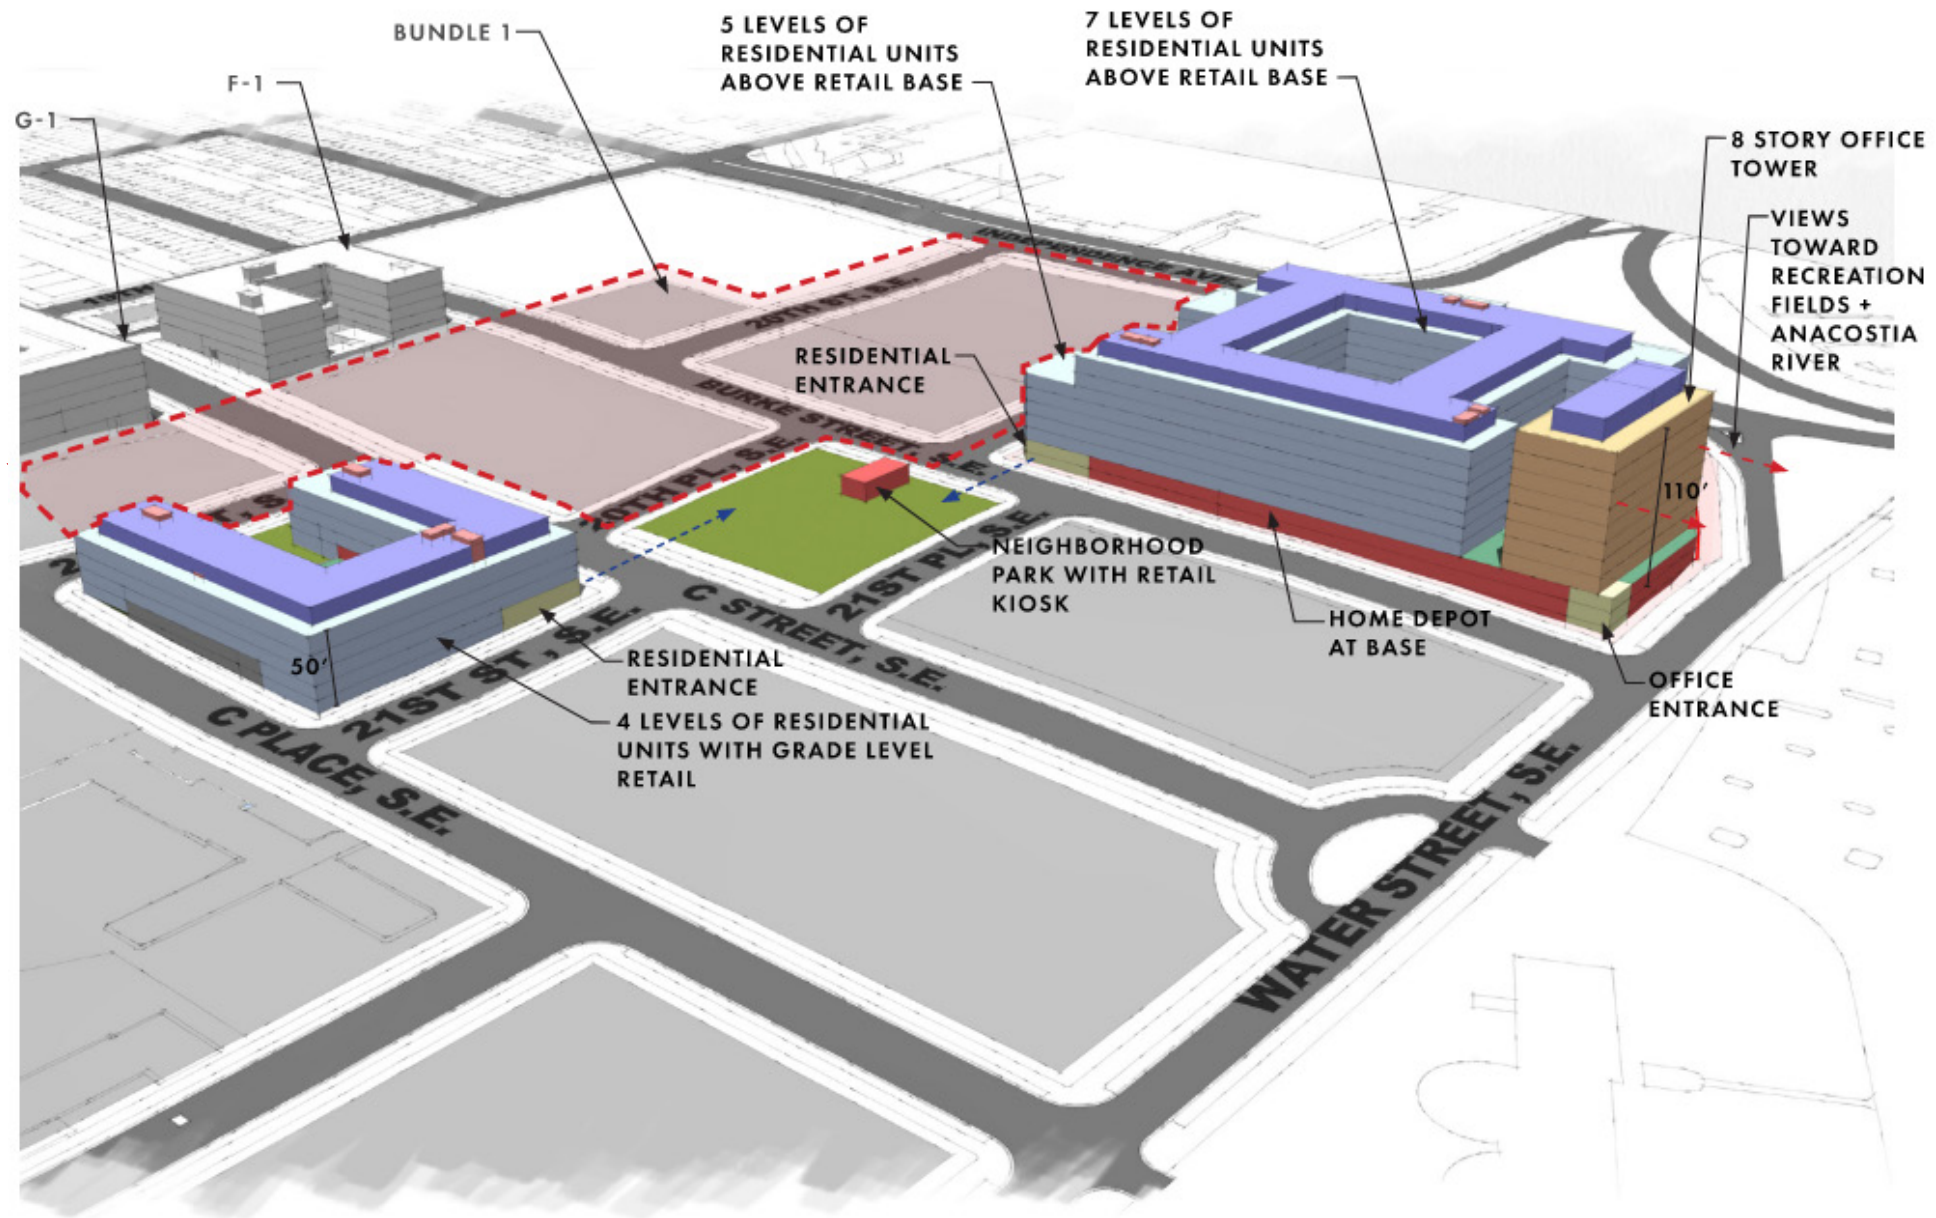 BUNDLE 1
F-1
G-1
5 LEVELS OF
RESIDENTIAL UNITS
ABOVE RETAIL BASE
7 LEVELS OF
RESIDENTIAL UNITS
ABOVE RETAIL BASE
8 STORY OFFICE
TOWER
VIEWS
TOWARD
RECREATION
FIELDS +
ANACOSTIA
RIVER
INDEPENDENCE AVE.
20TH ST., S.E.
RESIDENTIAL
ENTRANCE
BURKE STREET, S.E.
20TH PL., S.E.
110'
NEIGHBORHOOD
PARK WITH RETAIL
KIOSK
21ST PL., S.E.
C STREET, S.E.
HOME DEPOT
AT BASE
OFFICE
ENTRANCE
50'
RESIDENTIAL
ENTRANCE
21ST ST., S.E.
4 LEVELS OF RESIDENTIAL
UNITS WITH GRADE LEVEL
RETAIL
C PLACE, S.E.
WATER STREET, S.E.